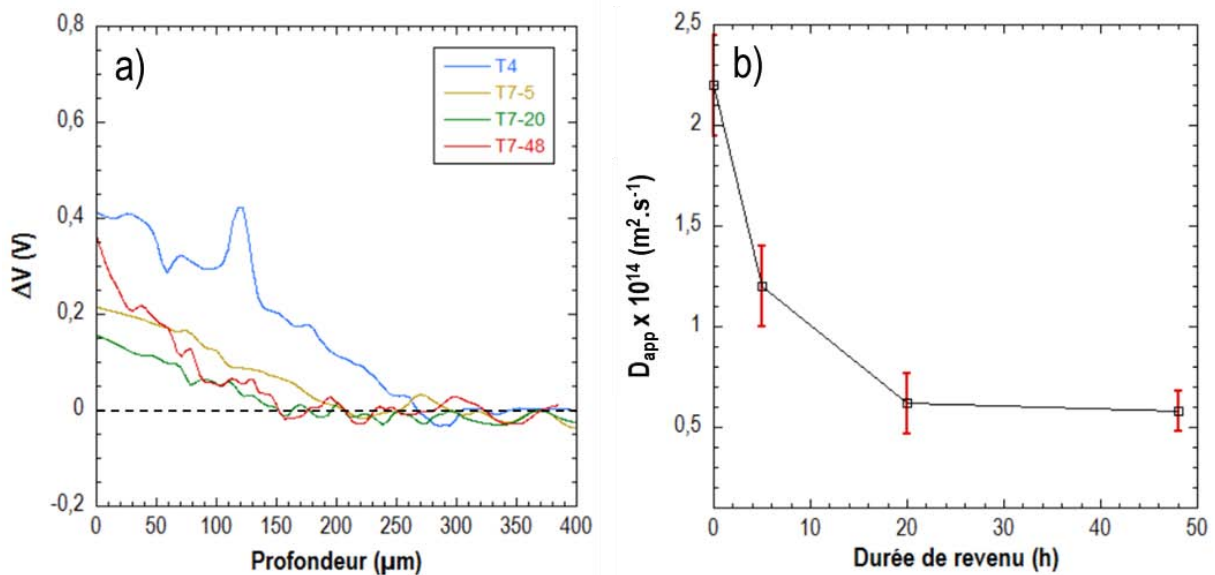 a)
0,8
0,6
0,4
0,2
0
-0,2
ΔV (V)
T4
T7-5
T7-20
T7-48
0 50 100 150 200 250 300 350 400
Profondeur (µm)
b)
2,5
2
1,5
1
0,5
D_app x 10^14 (m².s⁻¹)
0 10 20 30 40 50
Durée de revenu (h)